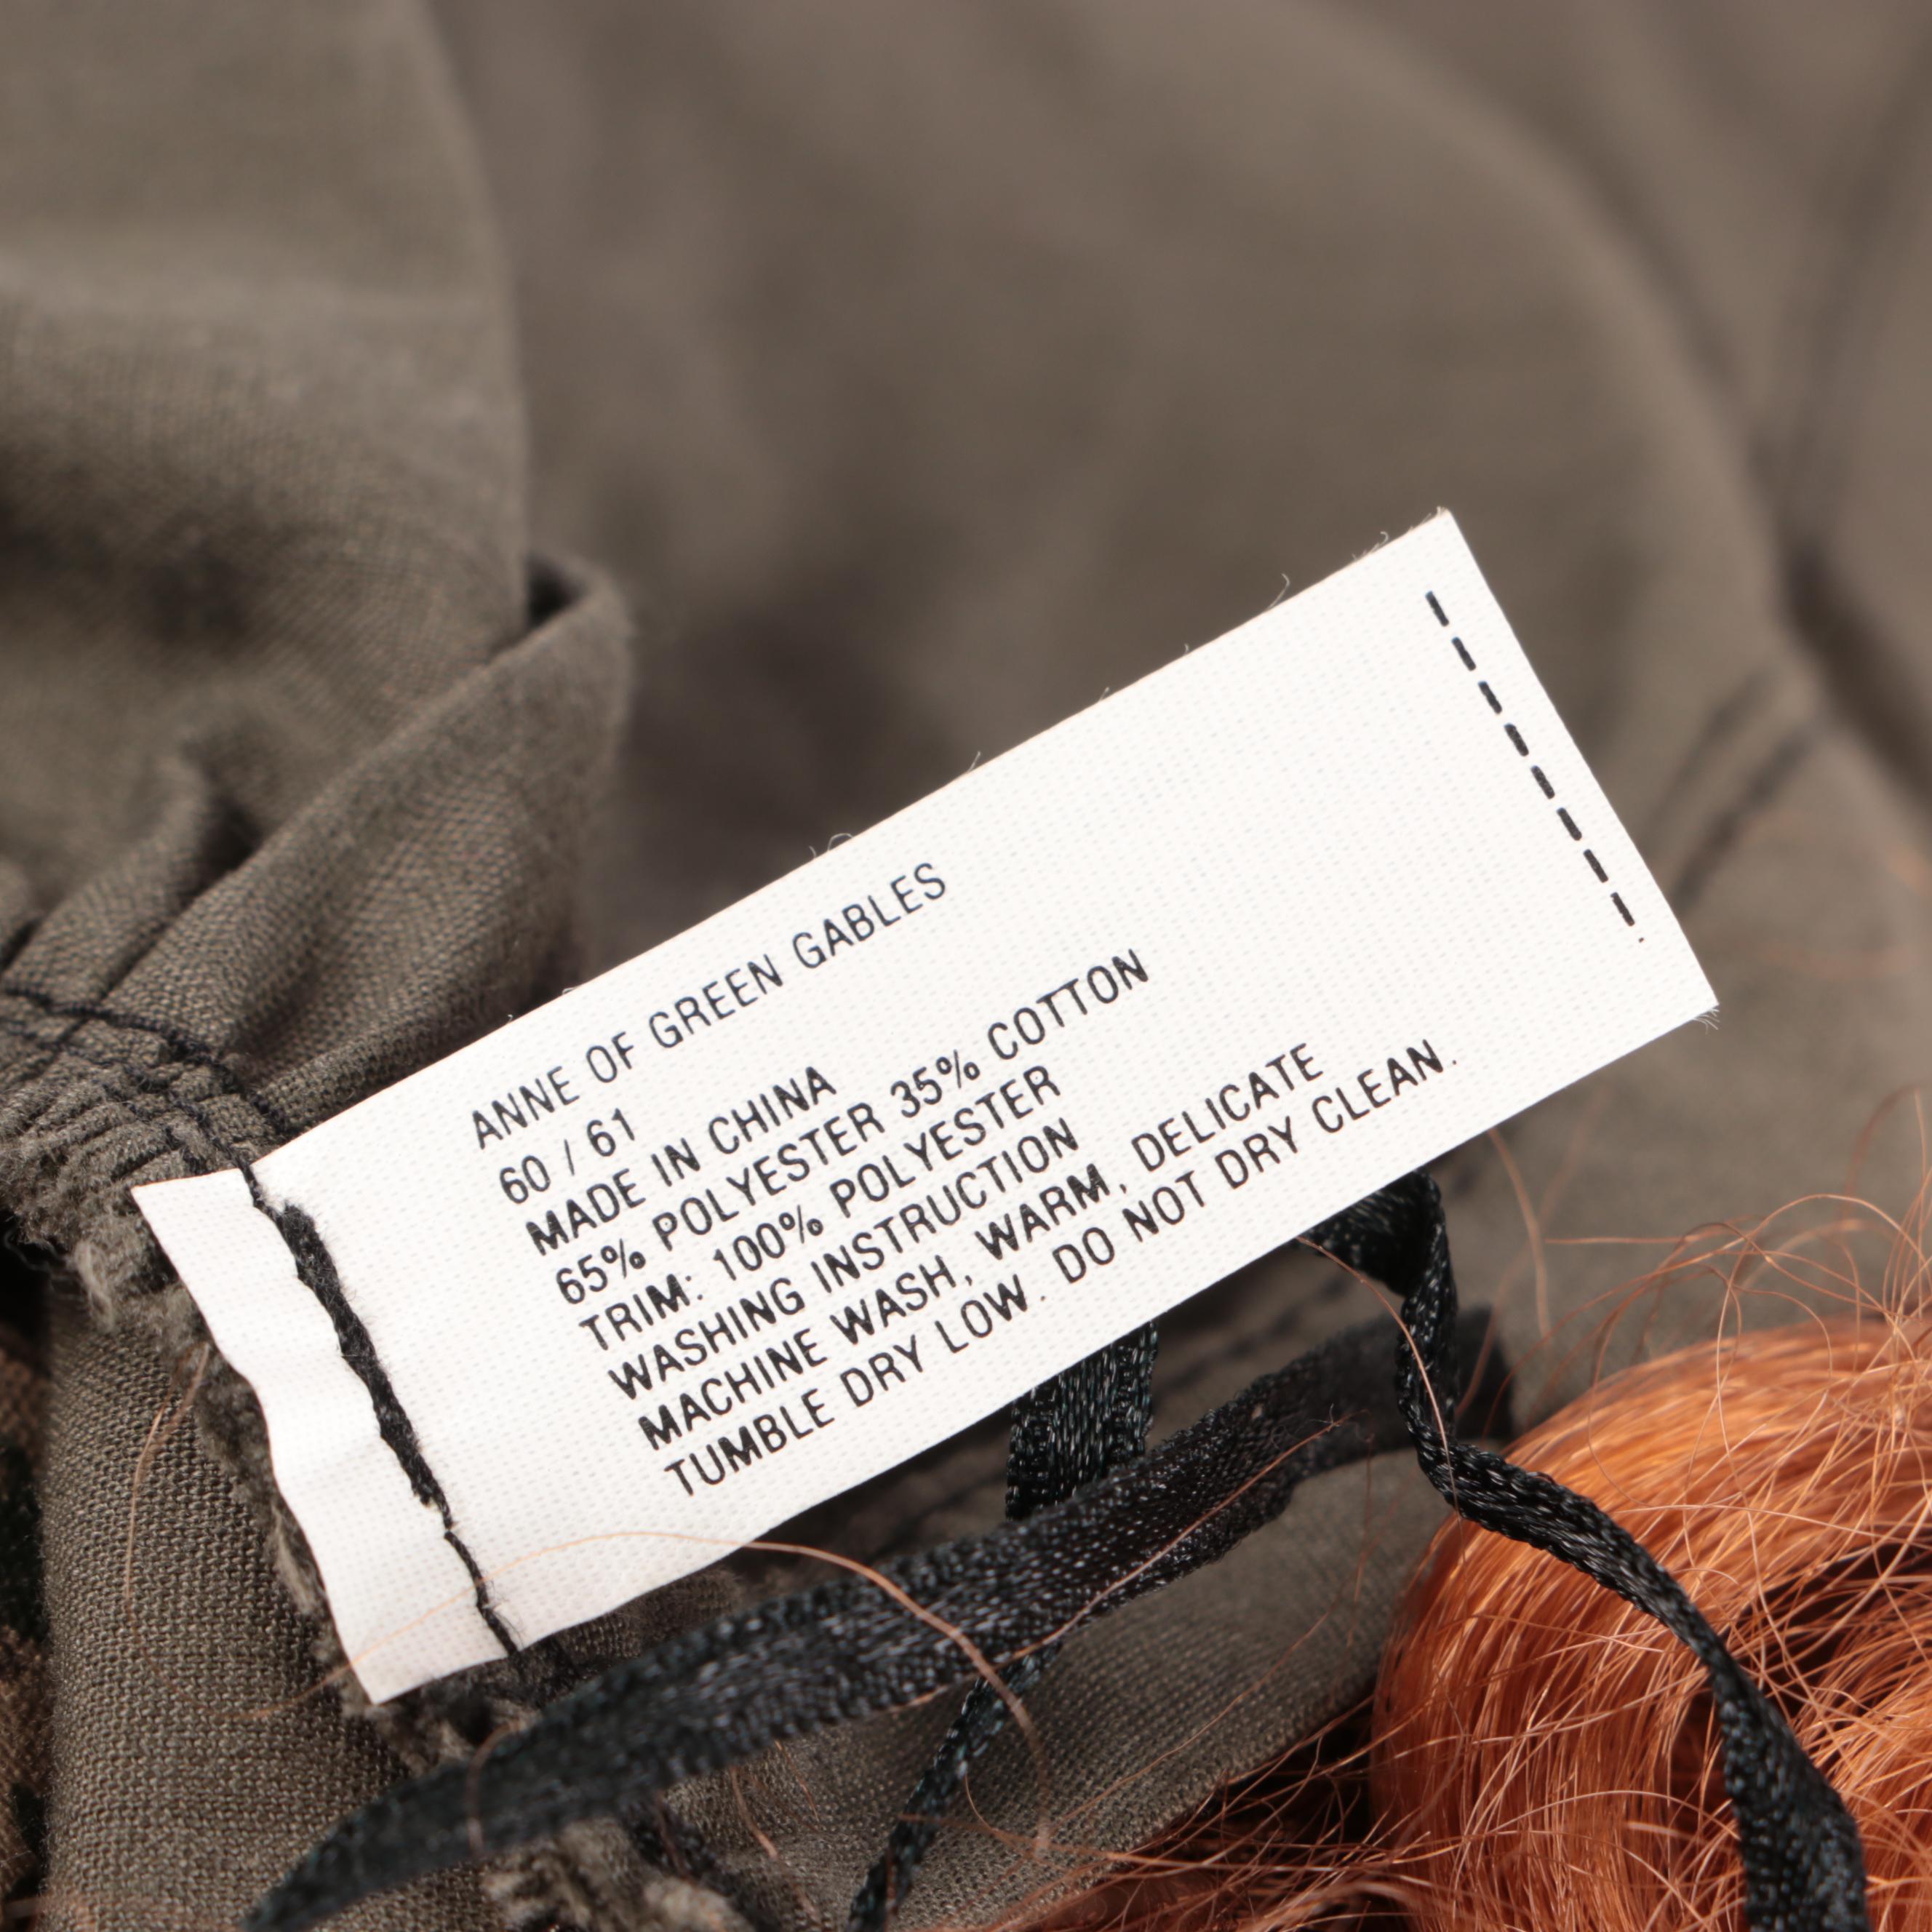 ANNE OF GREEN GABLES
60 / 61
MADE IN CHINA
65% POLYESTER 35% COTTON
TRIM: 100% POLYESTER
WASHING INSTRUCTION
MACHINE WASH, WARM, DELICATE
TUMBLE DRY LOW. DO NOT DRY CLEAN.